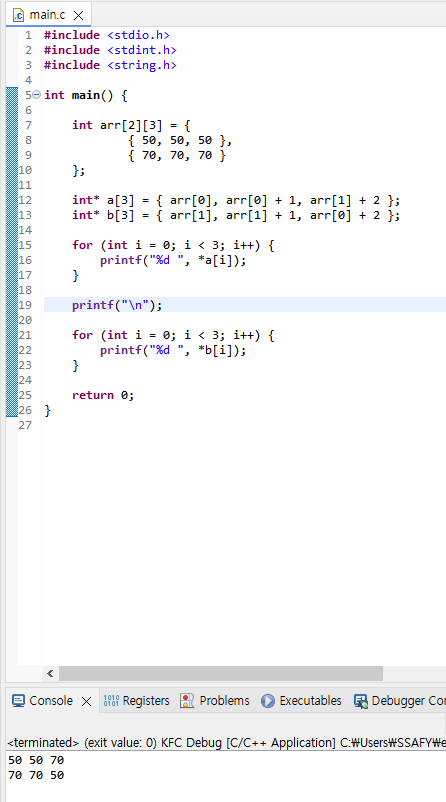 main.c
1 #include <stdio.h>
2 #include <stdint.h>
3 #include <string.h>
4
5 int main() {
6
7     int arr[2][3] = {
8             { 50, 50, 50 },
9             { 70, 70, 70 }
10     };
11
12     int* a[3] = { arr[0], arr[0] + 1, arr[1] + 2 };
13     int* b[3] = { arr[1], arr[1] + 1, arr[0] + 2 };
14
15     for (int i = 0; i < 3; i++) {
16         printf("%d ", *a[i]);
17     }
18
19     printf("\n");
20
21     for (int i = 0; i < 3; i++) {
22         printf("%d ", *b[i]);
23     }
24
25     return 0;
26 }
27
Console Registers Problems Executables Debugger Con
<terminated> (exit value: 0) KFC Debug [C/C++ Application] C:₩Users₩SSAFY₩e
50 50 70
70 70 50